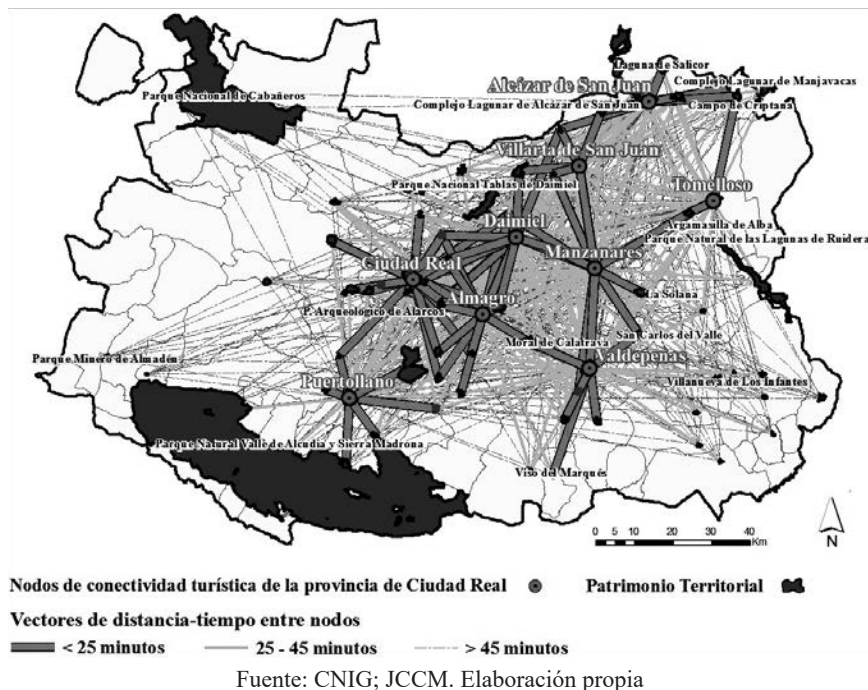 Lagunas de Salicor
Alcázar de San Juan
Complejo Lagunar de Manjavacas
Parque Nacional de Cabañeros
Complejo Lagunar de Alcázar de San Juan
Campo de Criptana
Villarta de San Juan
Parque Nacional Tablas de Daimiel
Tomelloso
Argamasilla de Alba
Daimiel
Parque Natural de las Lagunas de Ruidera
Manzanares
Ciudad Real
La Solana
Almagro
P. Arqueológico de Alarcos
San Carlos del Valle
Moral de Calatrava
Parque Minero de Almadén
Valdepeñas
Puertollano
Villanueva de Los Infantes
Parque Natural Valle de Alcudia y Sierra Madrona
Viso del Marqués
0 5 10 20 30 40
Km
N
Nodos de conectividad turística de la provincia de Ciudad Real
Patrimonio Territorial
Vectores de distancia-tiempo entre nodos
< 25 minutos
25 - 45 minutos
> 45 minutos
Fuente: CNIG; JCCM. Elaboración propia